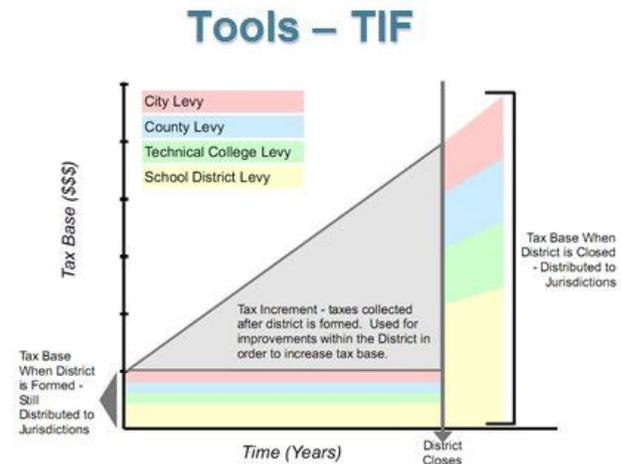 Tools – TIF
City Levy
County Levy
Technical College Levy
School District Levy
Tax Base ($$$)
Tax Increment - taxes collected
after district is formed. Used for
improvements within the District in
order to increase tax base.
Tax Base When
District is Closed
- Distributed to
Jurisdictions
Tax Base
When District
is Formed -
Still
Distributed to
Jurisdictions
Time (Years)
District
Closes